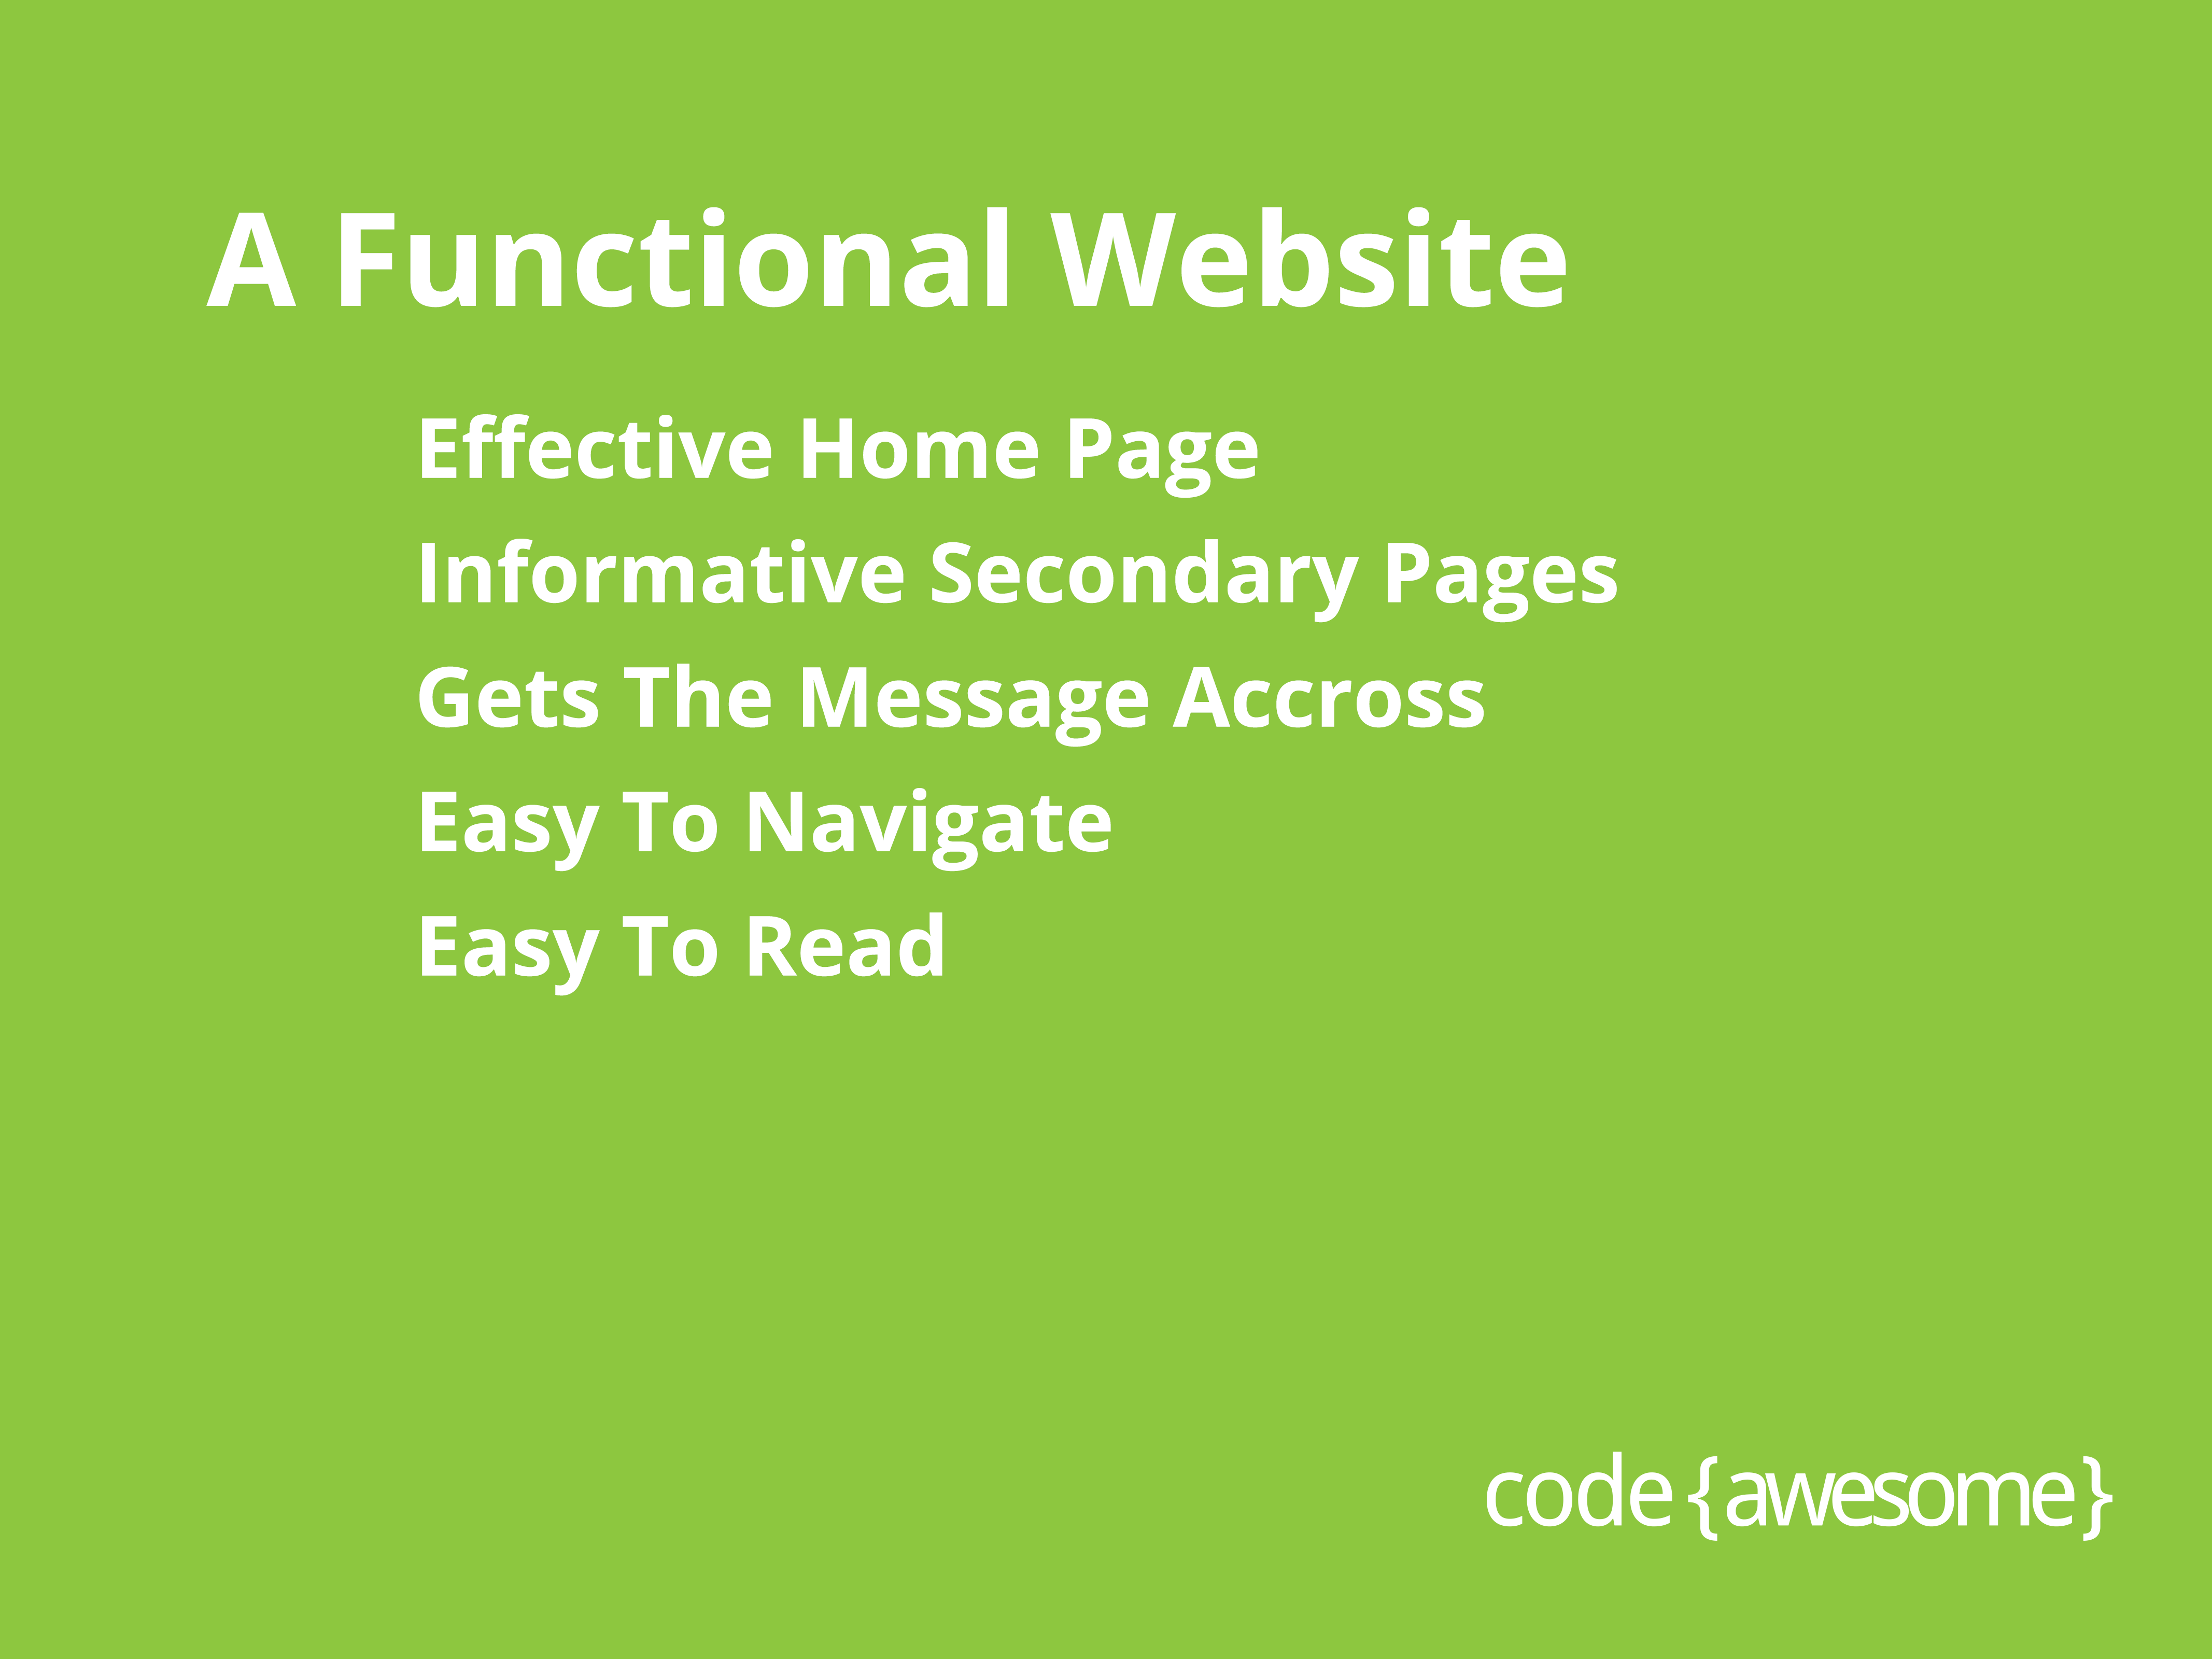 A Functional Website
Effective Home Page
Informative Secondary Pages
Gets The Message Accross
Easy To Navigate
Easy To Read
code {awesome}